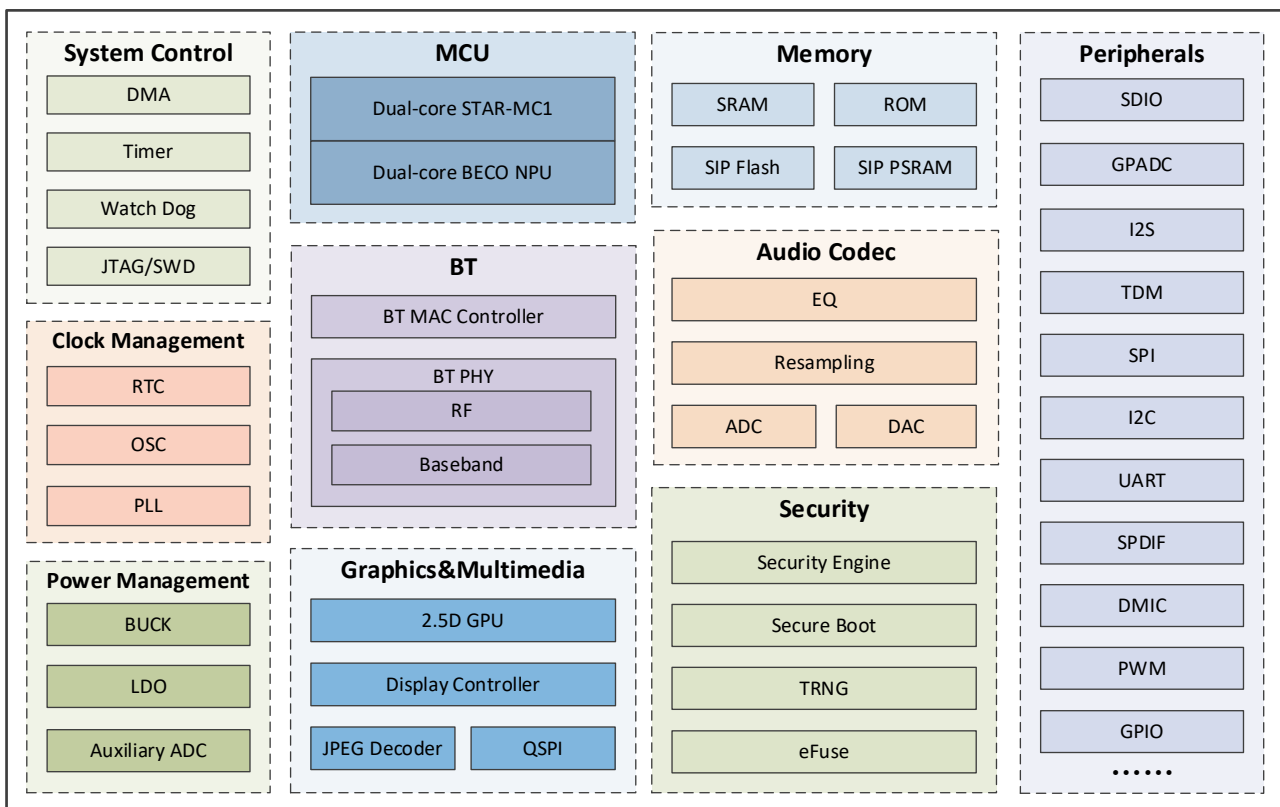 System Control
DMA
Timer
Watch Dog
JTAG/SWD
Clock Management
RTC
OSC
PLL
Power Management
BUCK
LDO
Auxiliary ADC
MCU
Dual-core STAR-MC1
Dual-core BECO NPU
BT
BT MAC Controller
BT PHY
RF
Baseband
Graphics&Multimedia
2.5D GPU
Display Controller
JPEG Decoder
QSPI
Memory
SRAM
ROM
SIP Flash
SIP PSRAM
Audio Codec
EQ
Resampling
ADC
DAC
Security
Security Engine
Secure Boot
TRNG
eFuse
Peripherals
SDIO
GPADC
I2S
TDM
SPI
I2C
UART
SPDIF
DMIC
PWM
GPIO
......